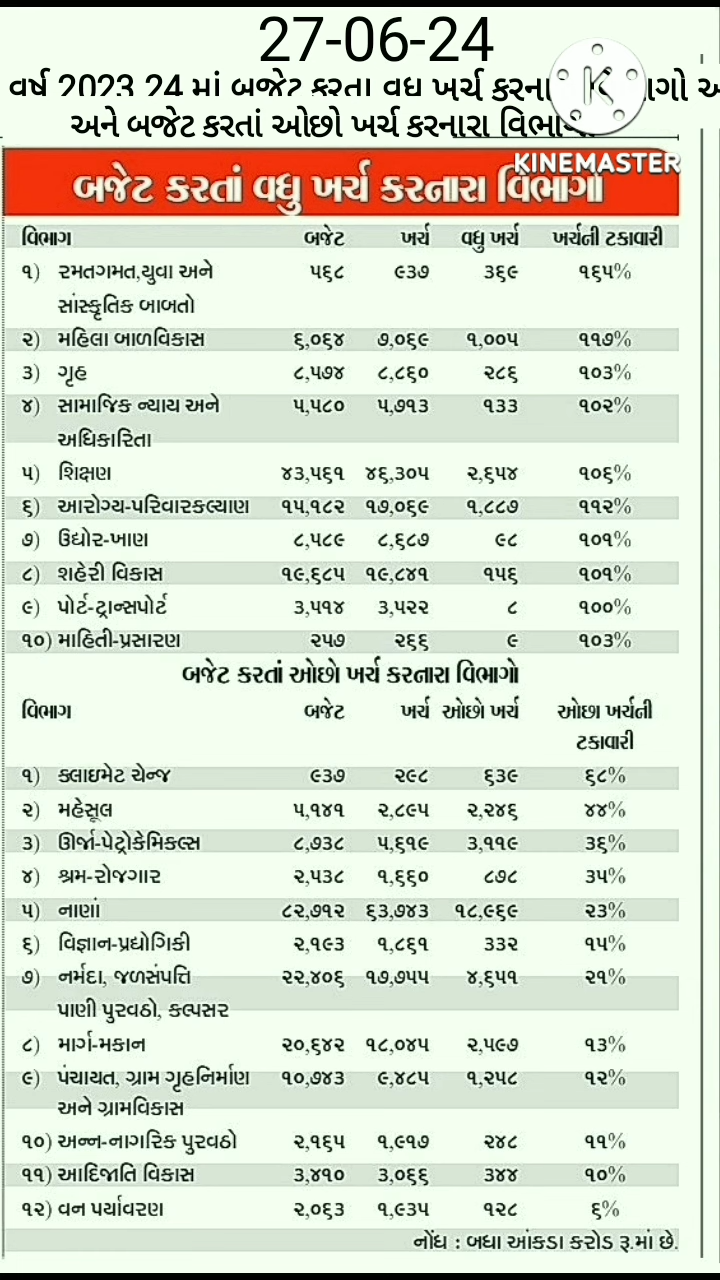 27-06-24
વર્ષ 2023 24 માં બજેટ કરતા વધુ ખર્ચ
અને બજેટ કરતાં ઓછો ખર્ચ કરનારા
KINEMASTER
બજેટ કરતાં વધુ ખર્ચ કરનારા વિભાગો
વિભાગ બજેટ ખર્ચ વધુ ખર્ચ ખર્ચની ટકાવારી
૧) રમતગમત,યુવા અને ૫૬૮ ૯૩૭ ૩૬૯ ૧૬૫%
સાંસ્કૃતિક બાબતો
૨) મહિલા બાળવિકાસ ૬,૦૬૪ ૭,૦૬૯ ૧,૦૦૫ ૧૧૭%
૩) ગૃહ ૮,૫૭૪ ૮,૮૬૦ ૨૮૬ ૧૦૩%
૪) સામાજિક ન્યાય અને ૫,૫૮૦ ૫,૭૧૩ ૧૩૩ ૧૦૨%
અધિકારિતા
૫) શિક્ષણ ૪૩,૫૬૧ ૪૬,૩૦૫ ૨,૬૫૪ ૧૦૬%
૬) આરોગ્ય-પરિવારકલ્યાણ ૧૫,૧૮૨ ૧૭,૦૬૯ ૧,૮૮૭ ૧૧૨%
૭) ઉધોર-ખાણ ૮,૫૮૯ ૮,૬૮૭ ૯૮ ૧૦૧%
૮) શહેરી વિકાસ ૧૯,૬૮૫ ૧૯,૮૪૧ ૧૫૬ ૧૦૧%
૯) પોર્ટ-ટ્રાન્સપોર્ટ ૩,૫૧૪ ૩,૫૨૨ ૮ ૧૦૦%
૧૦) માહિતી-પ્રસારણ ૨૫૭ ૨૬૬ ૯ ૧૦૩%
બજેટ કરતાં ઓછો ખર્ચ કરનારા વિભાગો
વિભાગ બજેટ ખર્ચ ઓછો ખર્ચ ઓછા ખર્ચની
ટકાવારી
૧) ક્લાઇમેટ ચેન્જ ૯૩૭ ૨૯૮ ૬૩૯ ૬૮%
૨) મહેસૂલ ૫,૧૪૧ ૨,૮૯૫ ૨,૨૪૬ ૪૪%
૩) ઊર્જા-પેટ્રોકેમિકલ્સ ૮,૭૩૮ ૫,૬૧૯ ૩,૧૧૯ ૩૬%
૪) શ્રમ-રોજગાર ૨,૫૩૮ ૧,૬૬૦ ૮૭૮ ૩૫%
૫) નાણાં ૮૨,૭૧૨ ૬૩,૭૪૩ ૧૮,૯૬૯ ૨૩%
૬) વિજ્ઞાન-પ્રધોગિકી ૨,૧૯૩ ૧,૮૬૧ ૩૩૨ ૧૫%
૭) નર્મદા, જળસંપત્તિ ૨૨,૪૦૬ ૧૭,૭૫૫ ૪,૬૫૧ ૨૧%
પાણી પુરવઠો, કલ્પસર
૮) માર્ગ-મકાન ૨૦,૬૪૨ ૧૮,૦૪૫ ૨,૫૯૭ ૧૩%
૯) પંચાયત, ગ્રામ ગૃહનિર્માણ ૧૦,૭૪૩ ૯,૪૮૫ ૧,૨૫૮ ૧૨%
અને ગ્રામવિકાસ
૧૦) અન્ન-નાગરિક પુરવઠો ૨,૧૬૫ ૧,૯૧૭ ૨૪૮ ૧૧%
૧૧) આદિજાતિ વિકાસ ૩,૪૧૦ ૩,૦૬૬ ૩૪૪ ૧૦%
૧૨) વન પર્યાવરણ ૨,૦૬૩ ૧,૯૩૫ ૧૨૮ ૬%
નોંધ : બધા આંકડા કરોડ રૂ.માં છે.